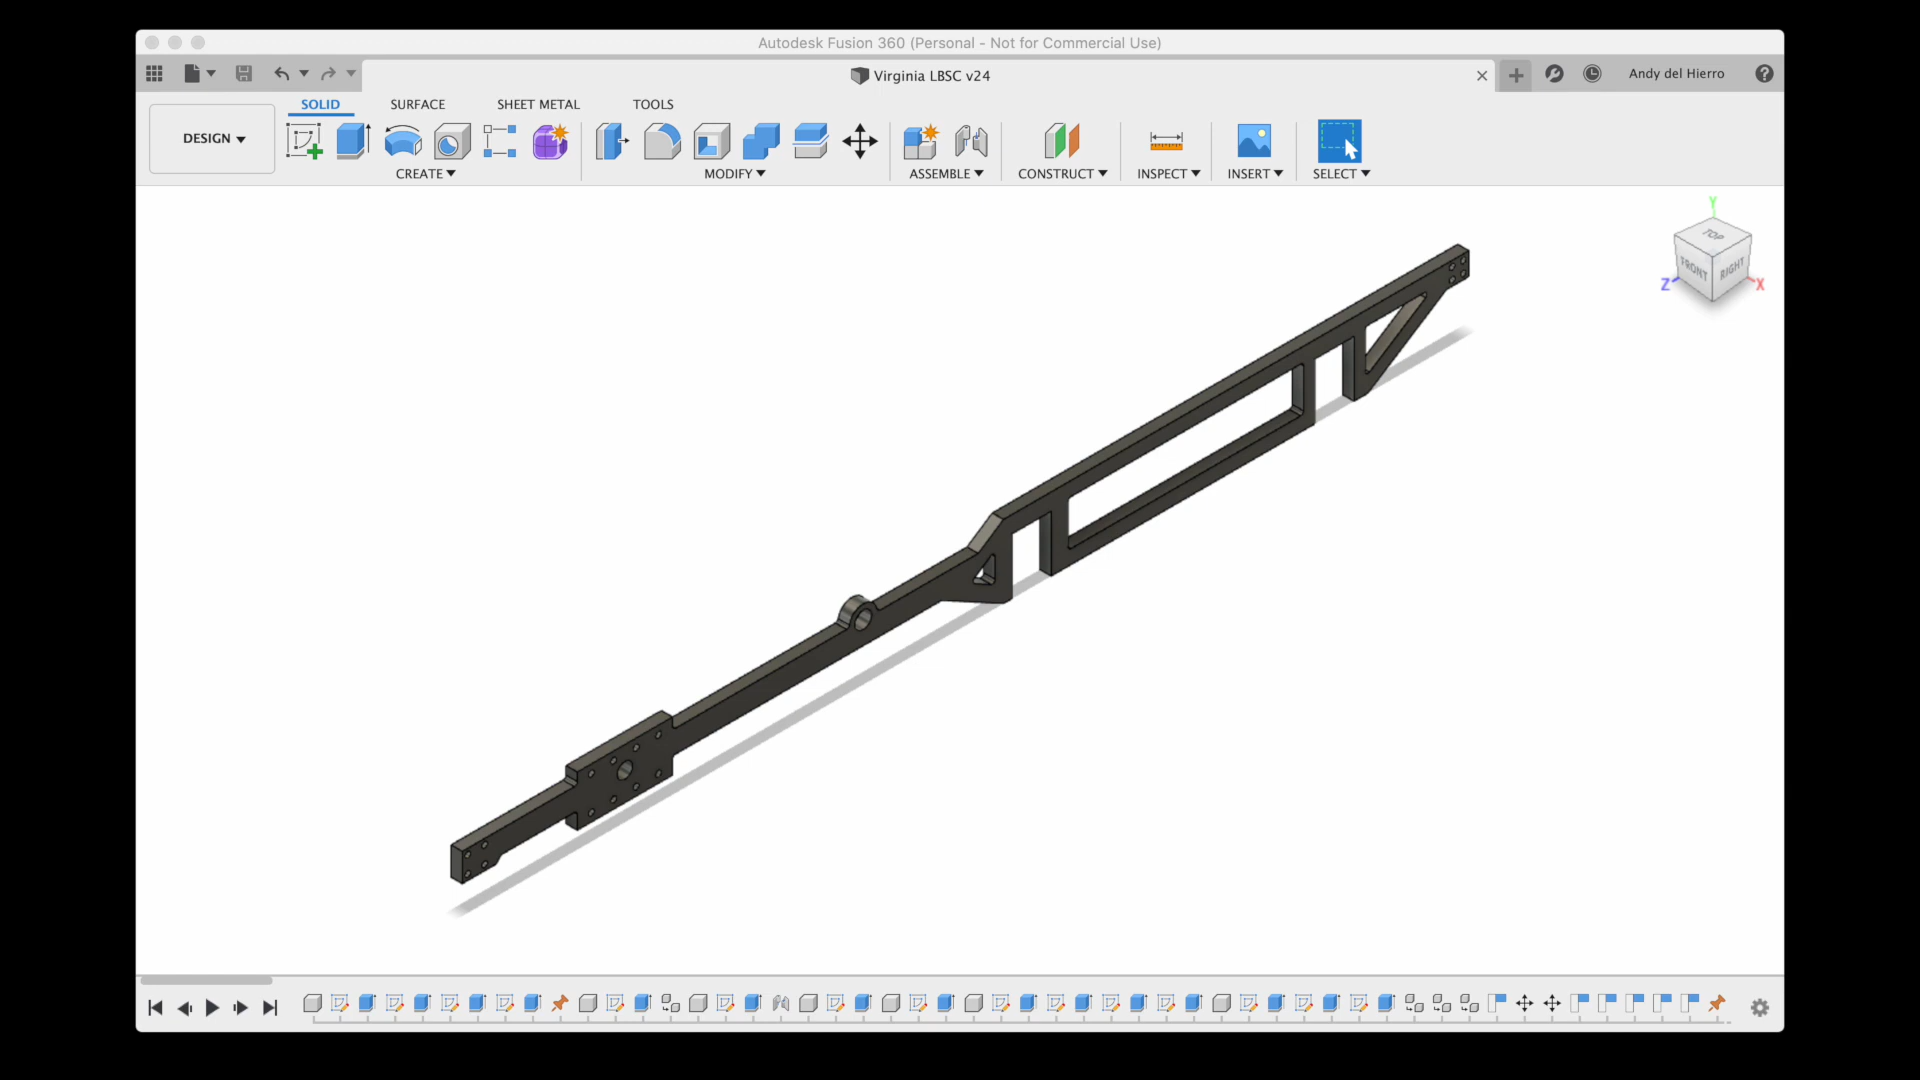 Autodesk Fusion 360 (Personal - Not for Commercial Use)
Virginia LBSC v24
Andy del Hierro
SOLID SURFACE SHEET METAL TOOLS
DESIGN
CREATE MODIFY ASSEMBLE CONSTRUCT INSPECT INSERT SELECT
Y
TOP
FRONT RIGHT
Z X